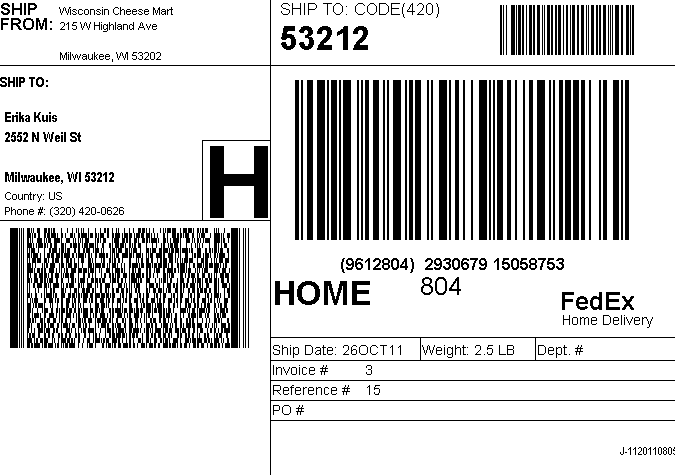 SHIP FROM: Wisconsin Cheese Mart
215 W Highland Ave
Milwaukee, WI 53202
SHIP TO:
Erika Kuis
2552 N Weil St
Milwaukee, WI 53212
Country: US
Phone #: (320) 420-0626
H
SHIP TO: CODE(420)
53212
(9612804) 2930679 15058753
HOME 804
FedEx
Home Delivery
Ship Date: 26OCT11 Weight: 2.5 LB Dept. #
Invoice # 3
Reference # 15
PO #